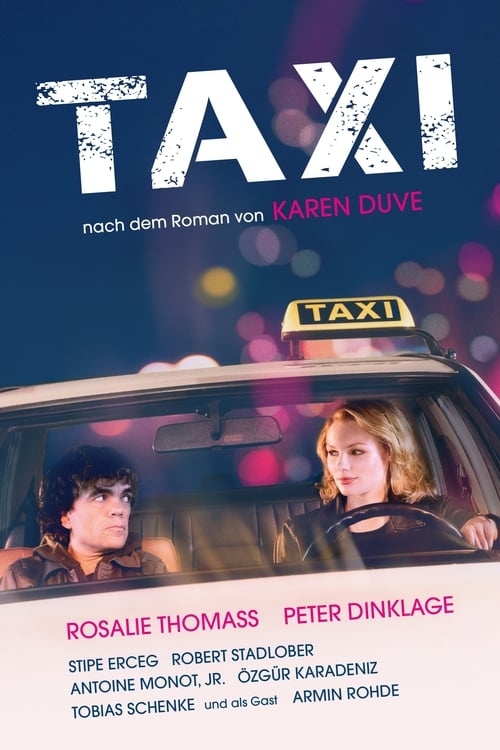 TAXI
nach dem Roman von KAREN DUVE
TAXI
ROSALIE THOMASS PETER DINKLAGE
STIPE ERCEG ROBERT STADLOBER
ANTOINE MONOT, JR. ÖZGÜR KARADENIZ
TOBIAS SCHENKE und als Gast ARMIN ROHDE